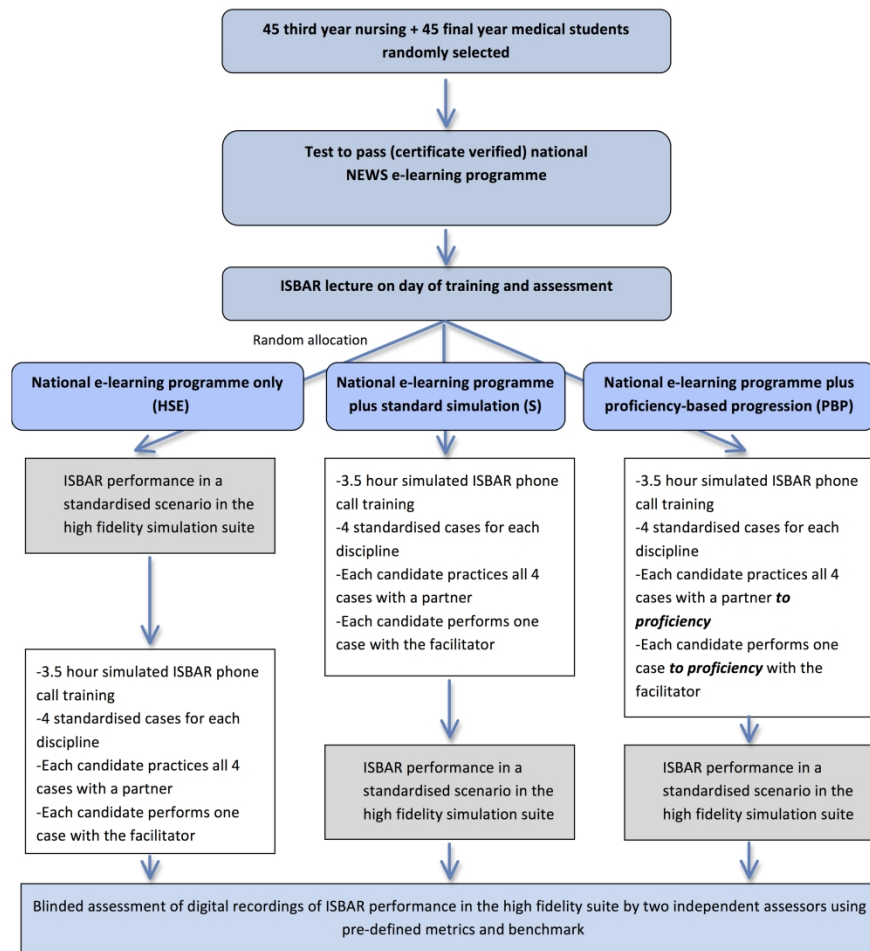 45 third year nursing + 45 final year medical students
randomly selected
Test to pass (certificate verified) national
NEWS e-learning programme
ISBAR lecture on day of training and assessment
Random allocation
National e-learning programme only
(HSE)
National e-learning programme
plus standard simulation (S)
National e-learning programme plus
proficiency-based progression (PBP)
ISBAR performance in a
standardised scenario in the
high fidelity simulation suite
-3.5 hour simulated ISBAR phone
call training
-4 standardised cases for each
discipline
-Each candidate practices all 4
cases with a partner
-Each candidate performs one
case with the facilitator
-3.5 hour simulated ISBAR phone
call training
-4 standardised cases for each
discipline
-Each candidate practices all 4
cases with a partner
-Each candidate performs one
case with the facilitator
ISBAR performance in a
standardised scenario in the
high fidelity simulation suite
-3.5 hour simulated ISBAR phone
call training
-4 standardised cases for each
discipline
-Each candidate practices all 4
cases with a partner to
proficiency
-Each candidate performs one
case to proficiency with the
facilitator
ISBAR performance in a
standardised scenario in the
high fidelity simulation suite
Blinded assessment of digital recordings of ISBAR performance in the high fidelity suite by two independent assessors using
pre-defined metrics and benchmark